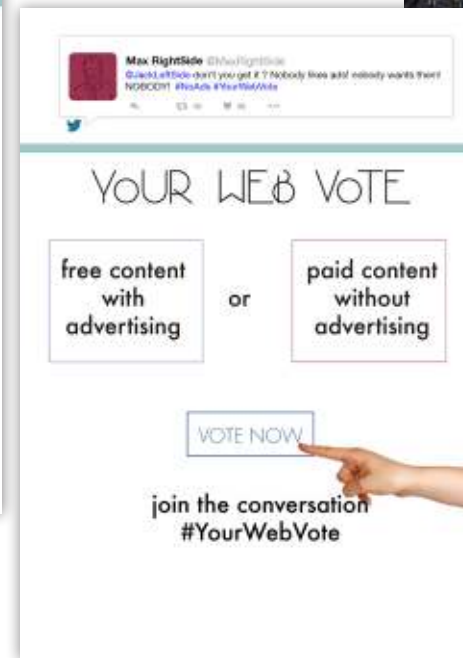 Max RightSide @MaxRightSide
@JackLeftSide don't you get it ? Nobody likes ads! nobody wants them!
NOBODY! #NoAds #YourWebVote
YOUR WEB VOTE
free content
with
advertising
or
paid content
without
advertising
VOTE NOW
join the conversation
#YourWebVote